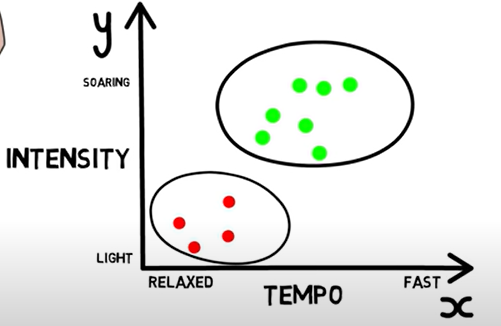 y
SOARING
INTENSITY
LIGHT
RELAXED
FAST
TEMPO
x